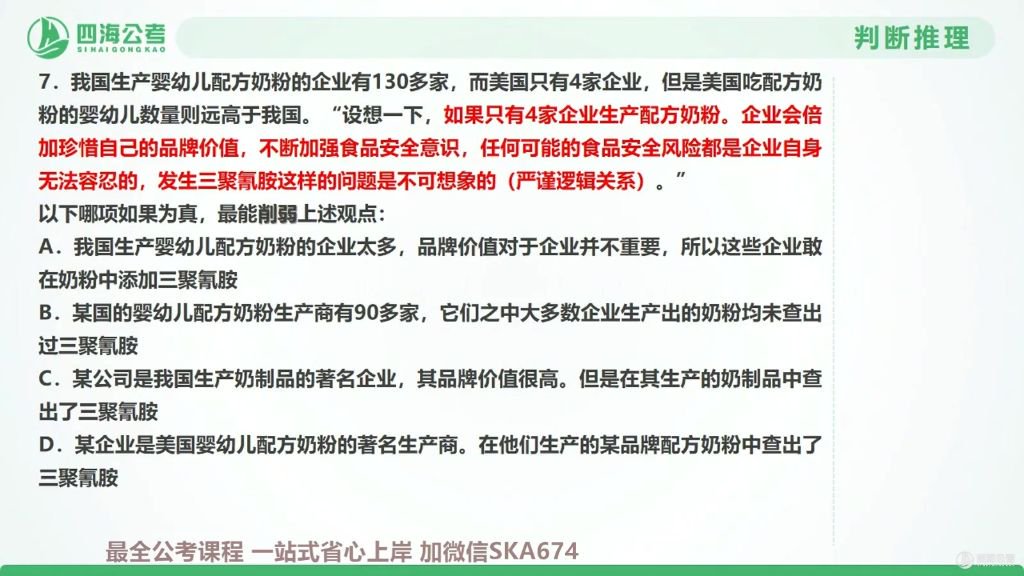 四海公考
SIHAIGONGKAO
判断推理
7．我国生产婴幼儿配方奶粉的企业有130多家，而美国只有4家企业，但是美国吃配方奶
粉的婴幼儿数量则远高于我国。“设想一下，如果只有4家企业生产配方奶粉。企业会倍
加珍惜自己的品牌价值，不断加强食品安全意识，任何可能的食品安全风险都是企业自身
无法容忍的，发生三聚氰胺这样的问题是不可想象的（严谨逻辑关系）。”
以下哪项如果为真，最能削弱上述观点：
A．我国生产婴幼儿配方奶粉的企业太多，品牌价值对于企业并不重要，所以这些企业敢
在奶粉中添加三聚氰胺
B．某国的婴幼儿配方奶粉生产商有90多家，它们之中大多数企业生产出的奶粉均未查出
过三聚氰胺
C．某公司是我国生产奶制品的著名企业，其品牌价值很高。但是在其生产的奶制品中查
出了三聚氰胺
D．某企业是美国婴幼儿配方奶粉的著名生产商。在他们生产的某品牌配方奶粉中查出了
三聚氰胺
最全公考课程 一站式省心上岸 加微信SKA674